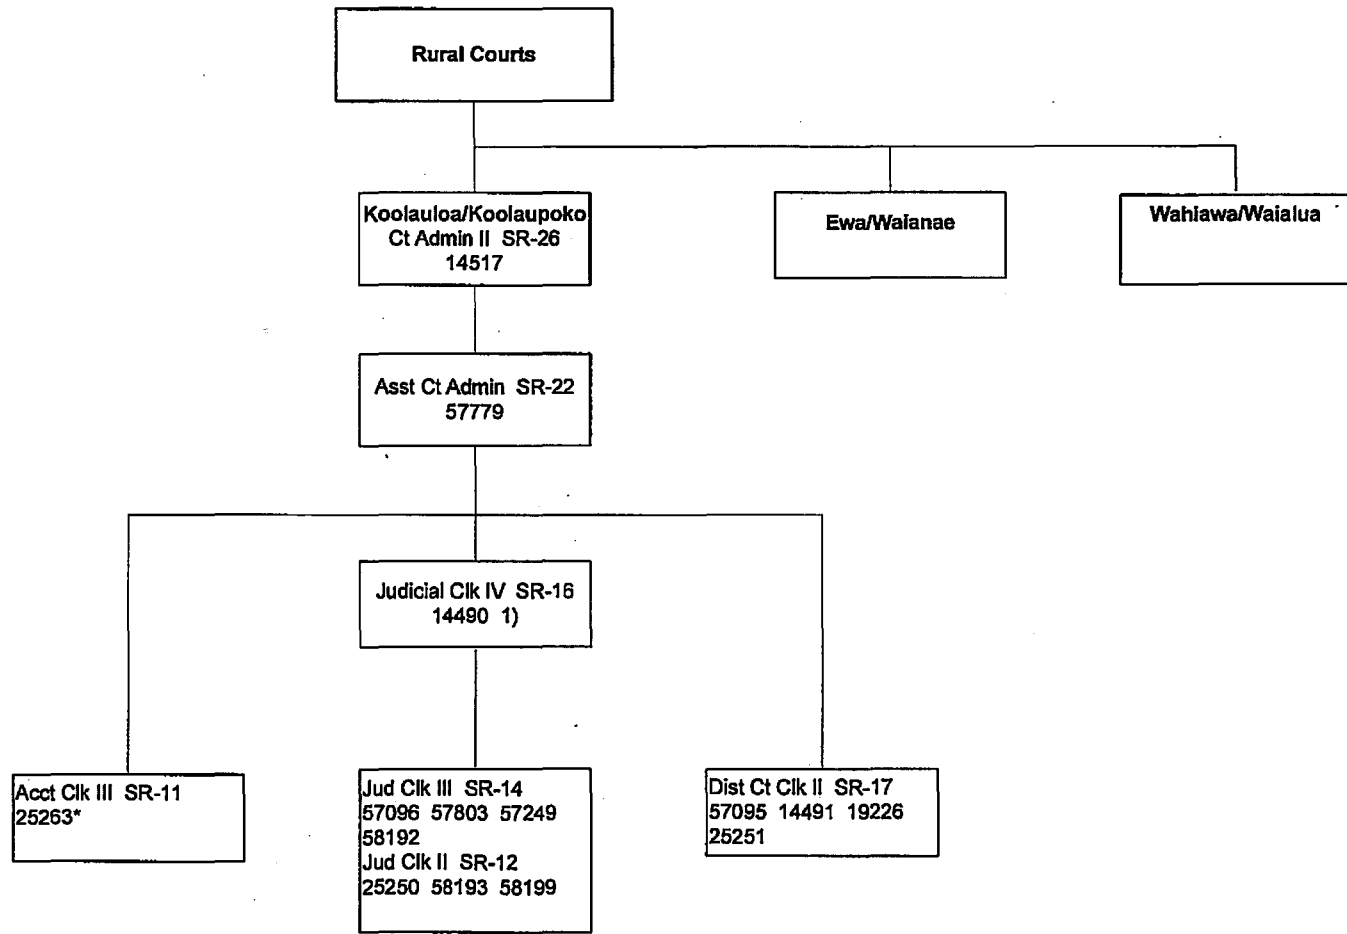 Rural Courts
Koolauloa/Koolaupoko
Ct Admin II SR-26
14517
Ewa/Waianae
Wahiawa/Waialua
Asst Ct Admin SR-22
57779
Judicial Clk IV SR-16
14490 1)
Acct Clk III SR-11
25263*
Jud Clk III SR-14
57096 57803 57249
58192
Jud Clk II SR-12
25250 58193 58199
Dist Ct Clk II SR-17
57095 14491 19226
25251